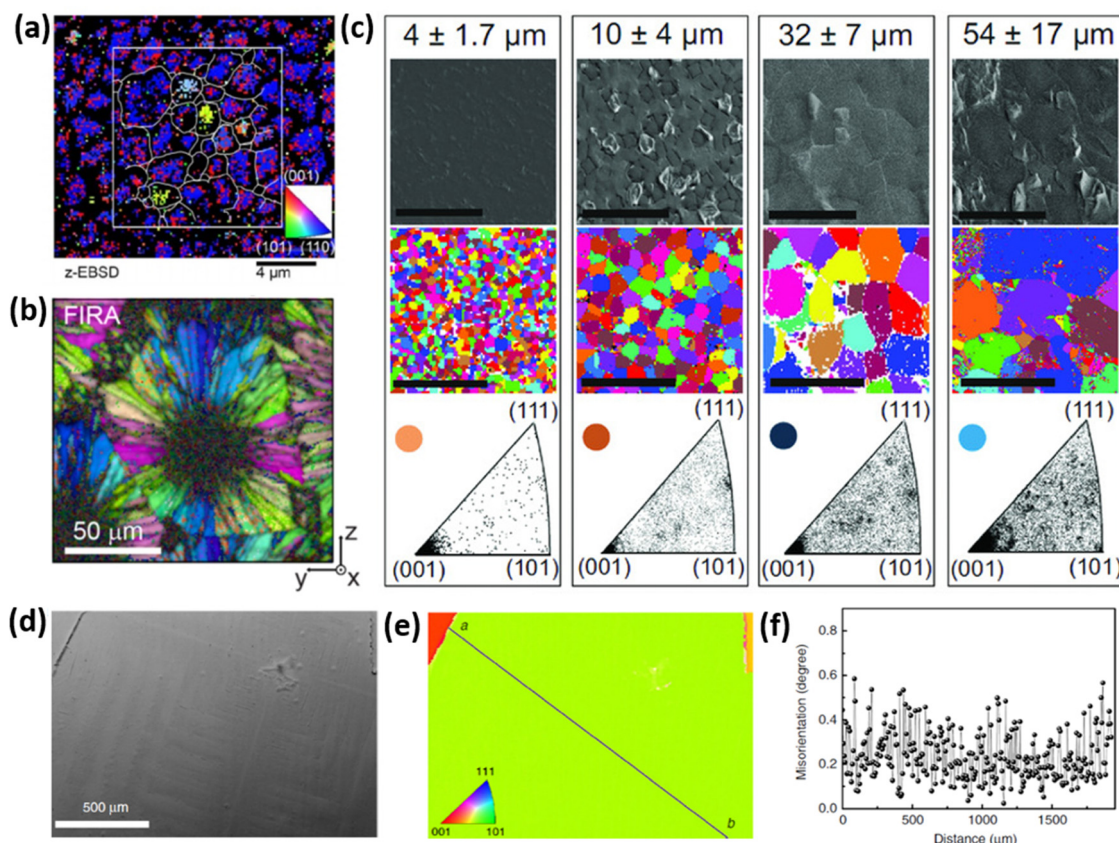 (a)
(001)
(101) (110)
z-EBSD
4 μm
(b)
FIRA
50 μm
z
y
x
(c)
4 ± 1.7 μm
10 ± 4 μm
32 ± 7 μm
54 ± 17 μm
(111)
(001)
(101)
(111)
(001)
(101)
(111)
(001)
(101)
(111)
(001)
(101)
(d)
500 μm
(e)
a
b
111
001
101
(f)
Misorientation (degree)
0.8
0.6
0.4
0.2
0.0
0 500 1000 1500
Distance (μm)